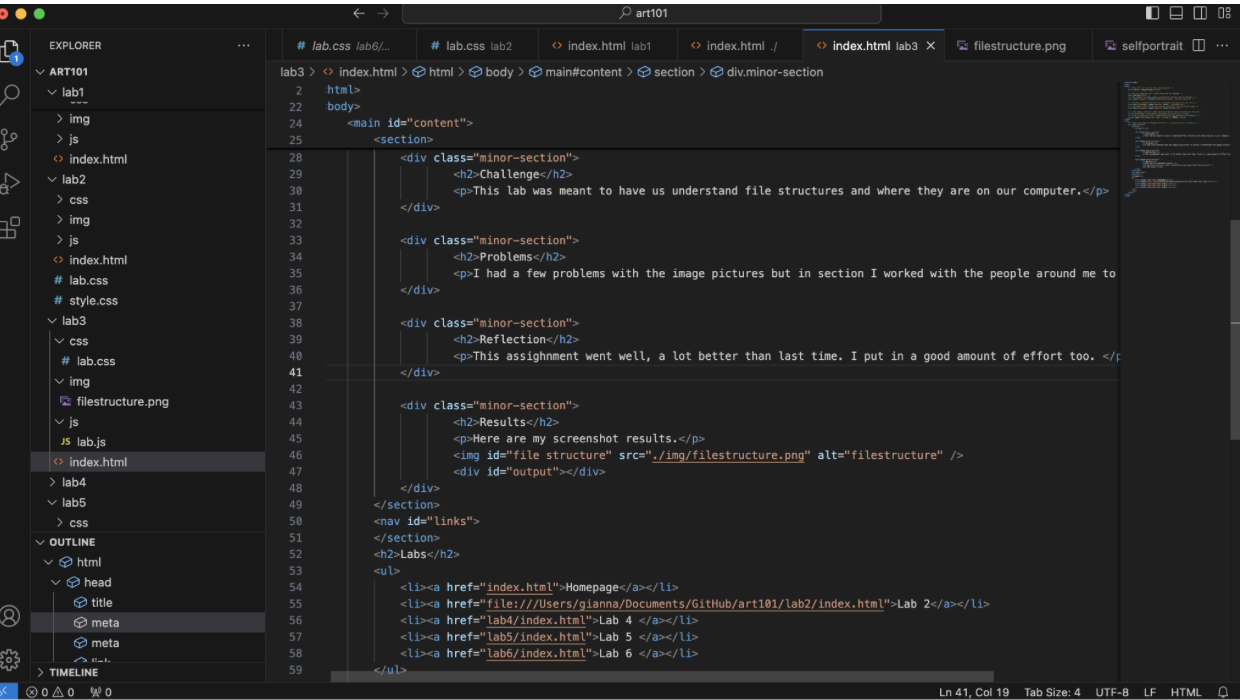 art101
EXPLORER
ART101
lab1
css
img
js
index.html
lab2
css
img
js
index.html
# lab.css
# style.css
lab3
css
# lab.css
img
filestructure.png
js
JS lab.js
index.html
lab4
lab5
css
OUTLINE
html
head
title
meta
meta
link
TIMELINE
# lab.css lab6/... # lab.css lab2 <> index.html lab1 <> index.html ./ <> index.html lab3 filestructure.png selfportrait
lab3 > <> index.html > html > body > main#content > section > div.minor-section
2 html>
22 body>
24 <main id="content">
25 <section>
28 <div class="minor-section">
29 <h2>Challenge</h2>
30 <p>This lab was meant to have us understand file structures and where they are on our computer.</p>
31 </div>
32
33 <div class="minor-section">
34 <h2>Problems</h2>
35 <p>I had a few problems with the image pictures but in section I worked with the people around me to
36 </div>
37
38 <div class="minor-section">
39 <h2>Reflection</h2>
40 <p>This assighnment went well, a lot better than last time. I put in a good amount of effort too. </p
41 </div>
42
43 <div class="minor-section">
44 <h2>Results</h2>
45 <p>Here are my screenshot results.</p>
46 <img id="file structure" src="./img/filestructure.png" alt="filestructure" />
47 <div id="output"></div>
48 </div>
49 </section>
50 <nav id="links">
51 </section>
52 <h2>Labs</h2>
53 <ul>
54 <li><a href="index.html">Homepage</a></li>
55 <li><a href="file:///Users/gianna/Documents/GitHub/art101/lab2/index.html">Lab 2</a></li>
56 <li><a href="lab4/index.html">Lab 4 </a></li>
57 <li><a href="lab5/index.html">Lab 5 </a></li>
58 <li><a href="lab6/index.html">Lab 6 </a></li>
59 </ul>
0 0 0 Ln 41, Col 19 Tab Size: 4 UTF-8 LF HTML